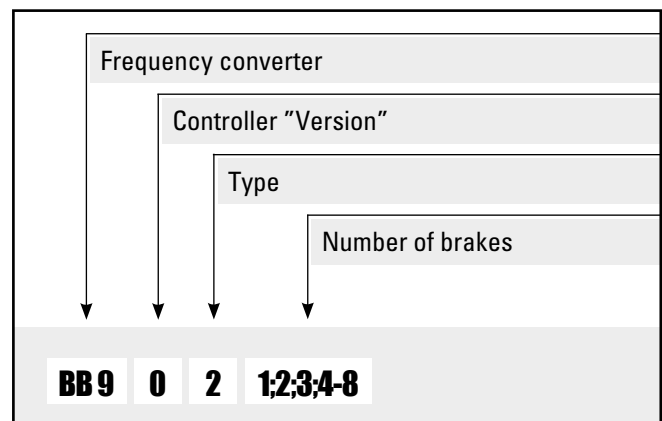 Frequency converter
Controller ”Version”
Type
Number of brakes
BB 9 0 2 1;2;3;4-8